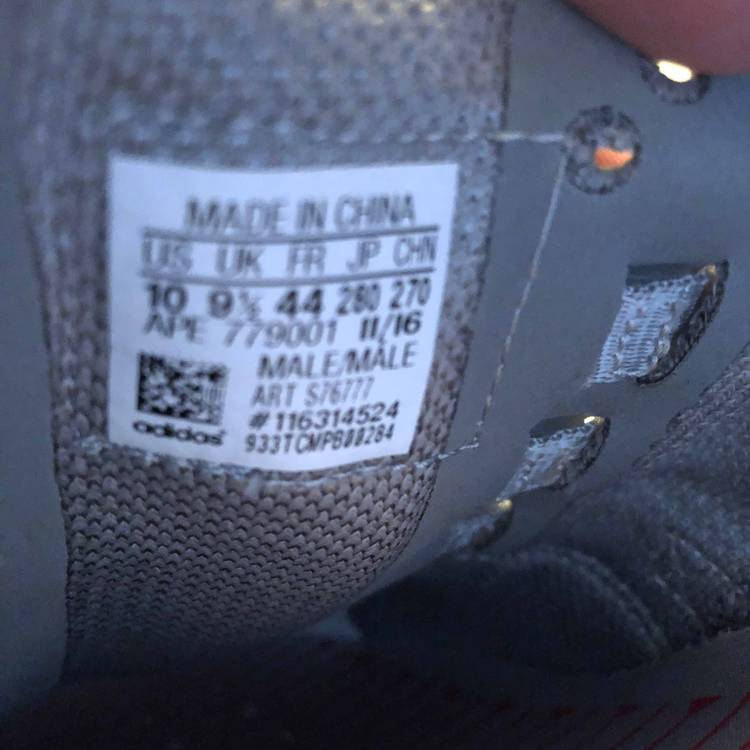 MADE IN CHINA
US UK FR JP CHN
10 9½ 44 280 270
APE 779001 11/16
MALE/MÂLE
ART S76777
#116314524
adidas 933TCMPB00284